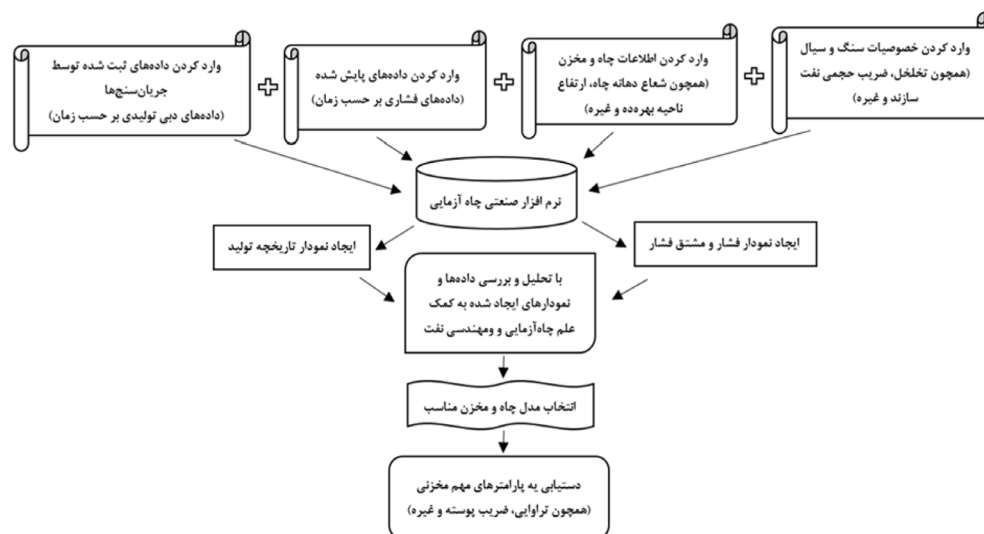 وارد کردن خصوصیات سنگ و سیال
(همچون تخلخل، ضریب حجمی نفت
سازند و غیره)
وارد کردن اطلاعات چاه و مخزن
(همچون شعاع دهانه چاه، ارتفاع
ناحیه بهره‌ده و غیره)
وارد کردن داده‌های پایش شده
(داده‌های فشاری بر حسب زمان)
وارد کردن داده‌های ثبت شده توسط
جریان‌سنج‌ها
(داده‌های دبی تولیدی بر حسب زمان)
نرم افزار صنعتی چاه آزمایی
ایجاد نمودار فشار و مشتق فشار
ایجاد نمودار تاریخچه تولید
با تحلیل و بررسی داده‌ها و
نمودارهای ایجاد شده به کمک
علم چاه‌آزمایی و ومهندسی نفت
انتخاب مدل چاه و مخزن مناسب
دستیابی یه پارامترهای مهم مخزنی
(همچون تراوایی، ضریب پوسته و غیره)